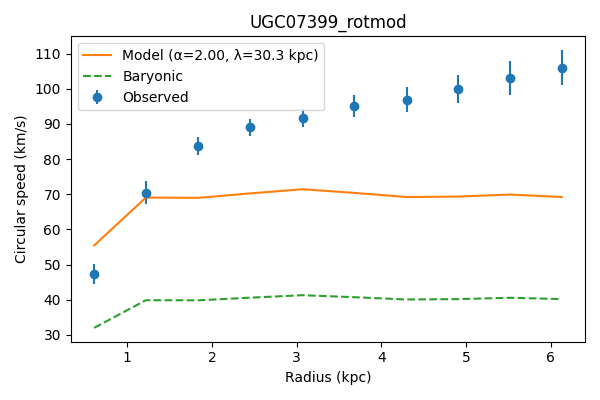 UGC07399_rotmod
Model (α=2.00, λ=30.3 kpc)
Baryonic
Observed
Circular speed (km/s)
110
100
90
80
70
60
50
40
30
1 2 3 4 5 6
Radius (kpc)